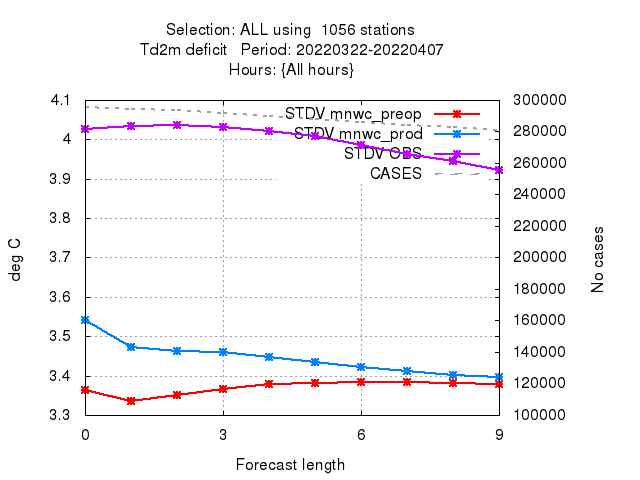 Selection: ALL using  1056 stations
Td2m deficit   Period: 20220322-20220407
Hours: {All hours}
4.1
4
3.9
3.8
3.7
3.6
3.5
3.4
3.3
300000
280000
260000
240000
220000
200000
180000
160000
140000
120000
100000
STDV mnwc_preop
STDV mnwc_prod
STDV OBS
CASES
deg C
No cases
0 3 6 9
Forecast length